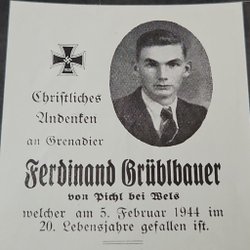 Christliches
Andenken
an Grenadier
Ferdinand Grüblbauer
von Pichl bei Wels
welcher am 5. Februar 1944 im
20. Lebensjahre gefallen ist.